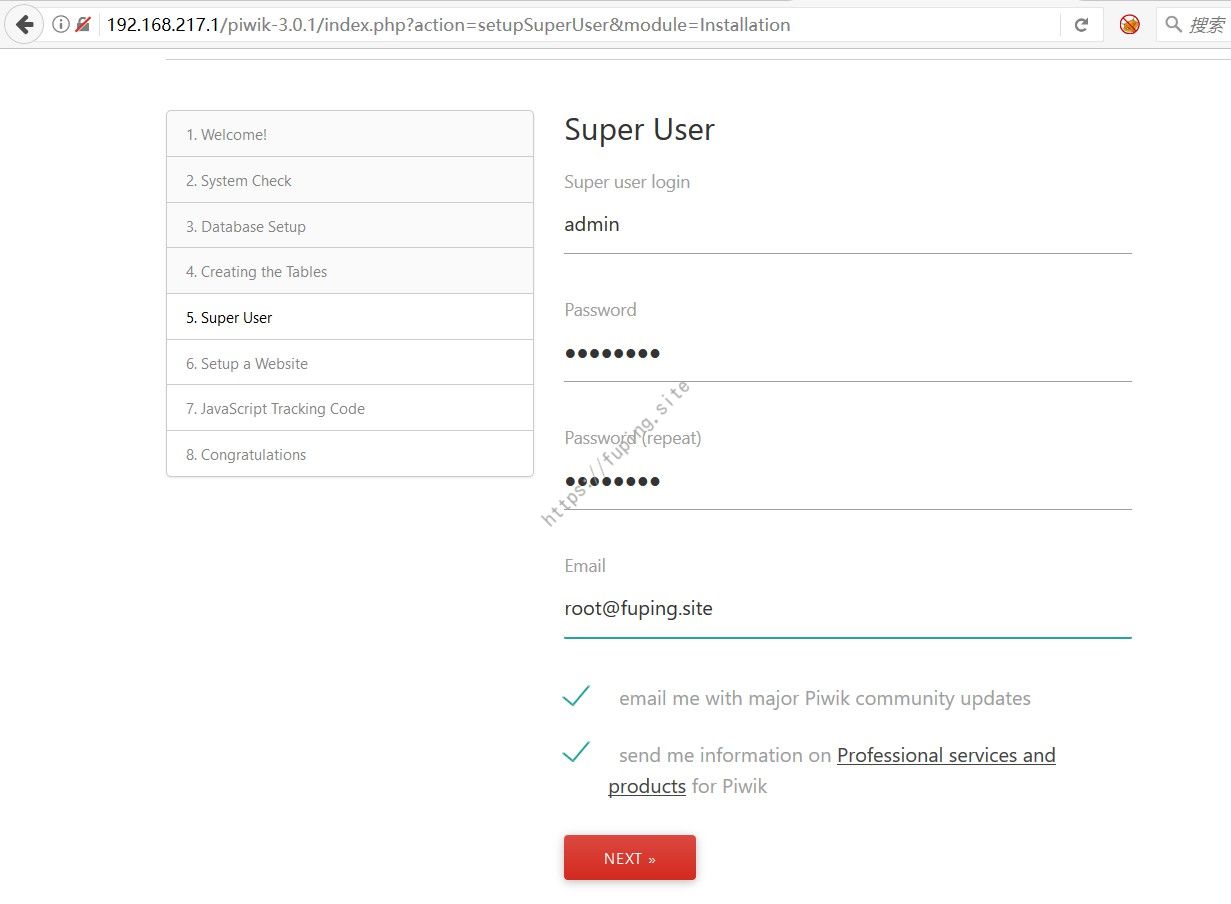 192.168.217.1/piwik-3.0.1/index.php?action=setupSuperUser&module=Installation
搜索
1. Welcome!
2. System Check
3. Database Setup
4. Creating the Tables
5. Super User
6. Setup a Website
7. JavaScript Tracking Code
8. Congratulations
Super User
Super user login
admin
Password
••••••••
Password (repeat)
••••••••
https://fuping.site
Email
root@fuping.site
email me with major Piwik community updates
send me information on Professional services and
products for Piwik
NEXT »